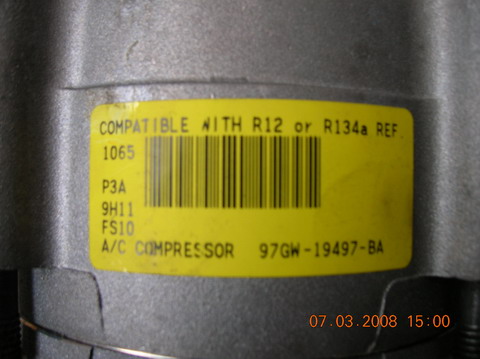 COMPATIBLE WITH R12 or R134a REF.
1065
P3A
9H11
FS10
A/C COMPRESSOR 97GW-19497-BA
07.03.2008 15:00